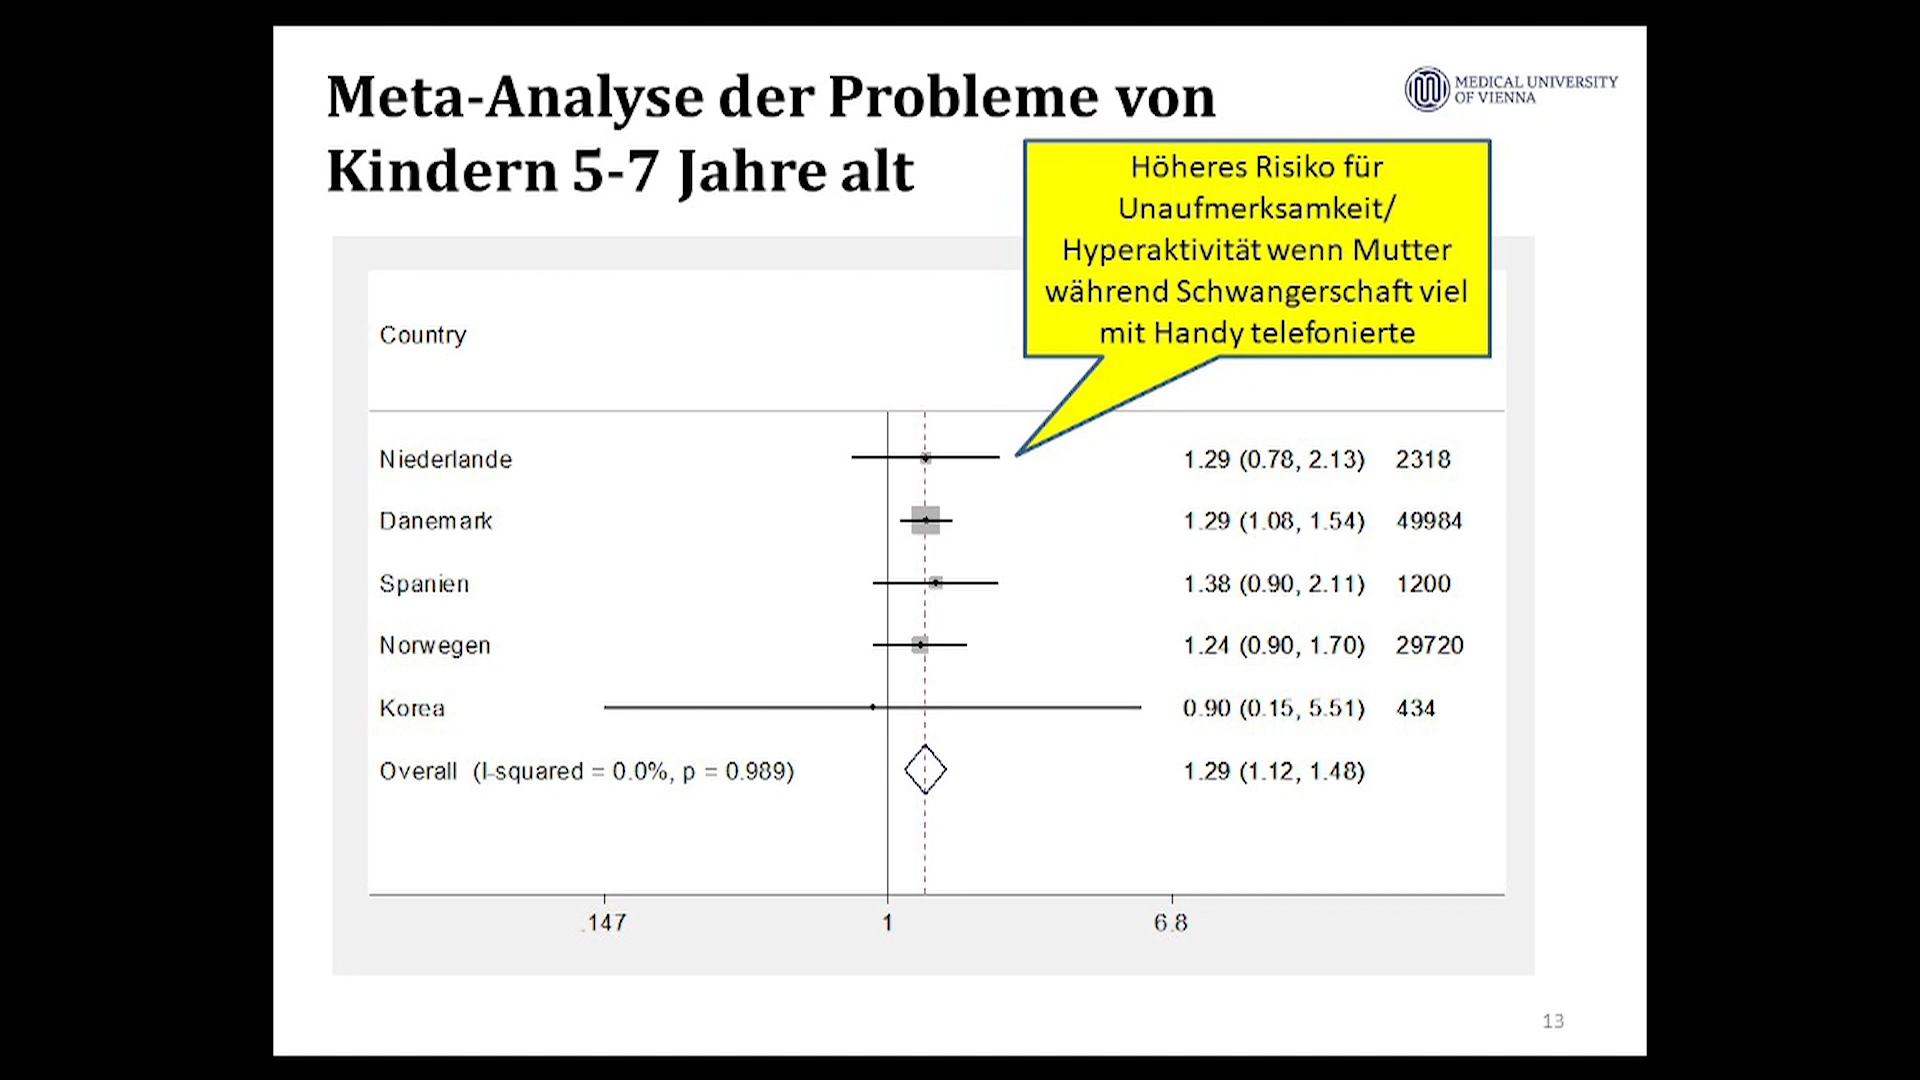 Meta-Analyse der Probleme von
Kindern 5-7 Jahre alt
MEDICAL UNIVERSITY
OF VIENNA
Höheres Risiko für
Unaufmerksamkeit/
Hyperaktivität wenn Mutter
während Schwangerschaft viel
mit Handy telefonierte
Country
Niederlande 1.29 (0.78, 2.13) 2318
Dänemark 1.29 (1.08, 1.54) 49984
Spanien 1.38 (0.90, 2.11) 1200
Norwegen 1.24 (0.90, 1.70) 29720
Korea 0.90 (0.15, 5.51) 434
Overall (I-squared = 0.0%, p = 0.989) 1.29 (1.12, 1.48)
.147 1 6.8
13